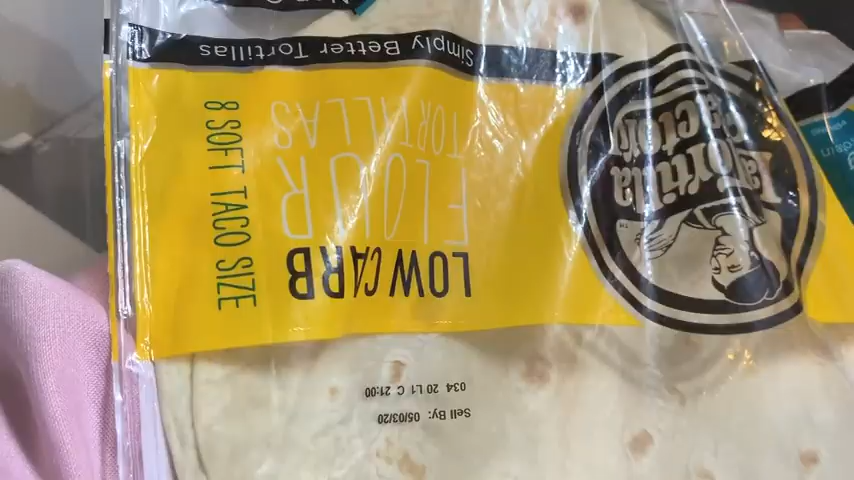 Simply Better Tortillas
La Tortilla
Factory
™
LOW CARB
FLOUR
TORTILLAS
8 SOFT TACO SIZE
Sell By: 05/03/20
034 20 L1 C 21:00